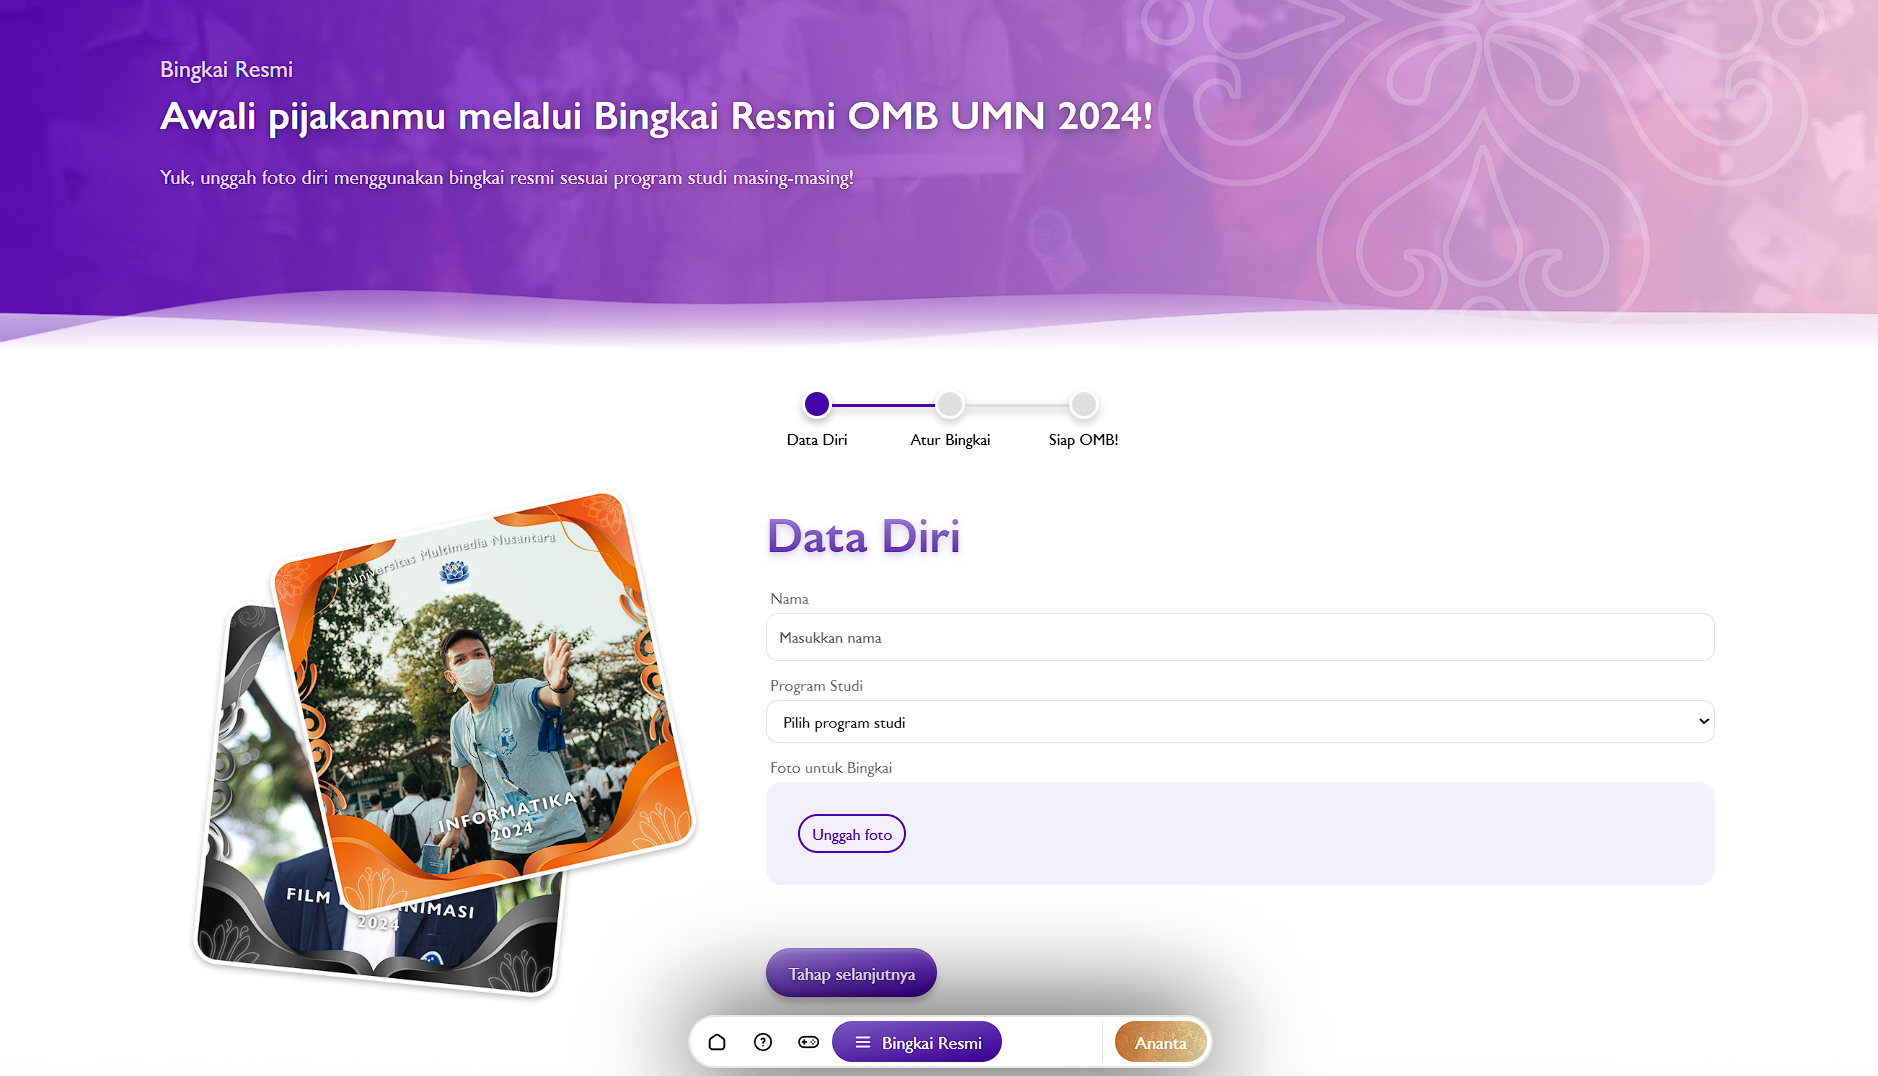 Bingkai Resmi
Awali pijakanmu melalui Bingkai Resmi OMB UMN 2024!
Yuk, unggah foto diri menggunakan bingkai resmi sesuai program studi masing-masing!
Data Diri
Atur Bingkai
Siap OMB!
Universitas Multimedia Nusantara
INFORMATIKA
2024
FILM
ANIMASI
2024
Data Diri
Nama
Masukkan nama
Program Studi
Pilih program studi
Foto untuk Bingkai
Unggah foto
Tahap selanjutnya
Bingkai Resmi
Ananta